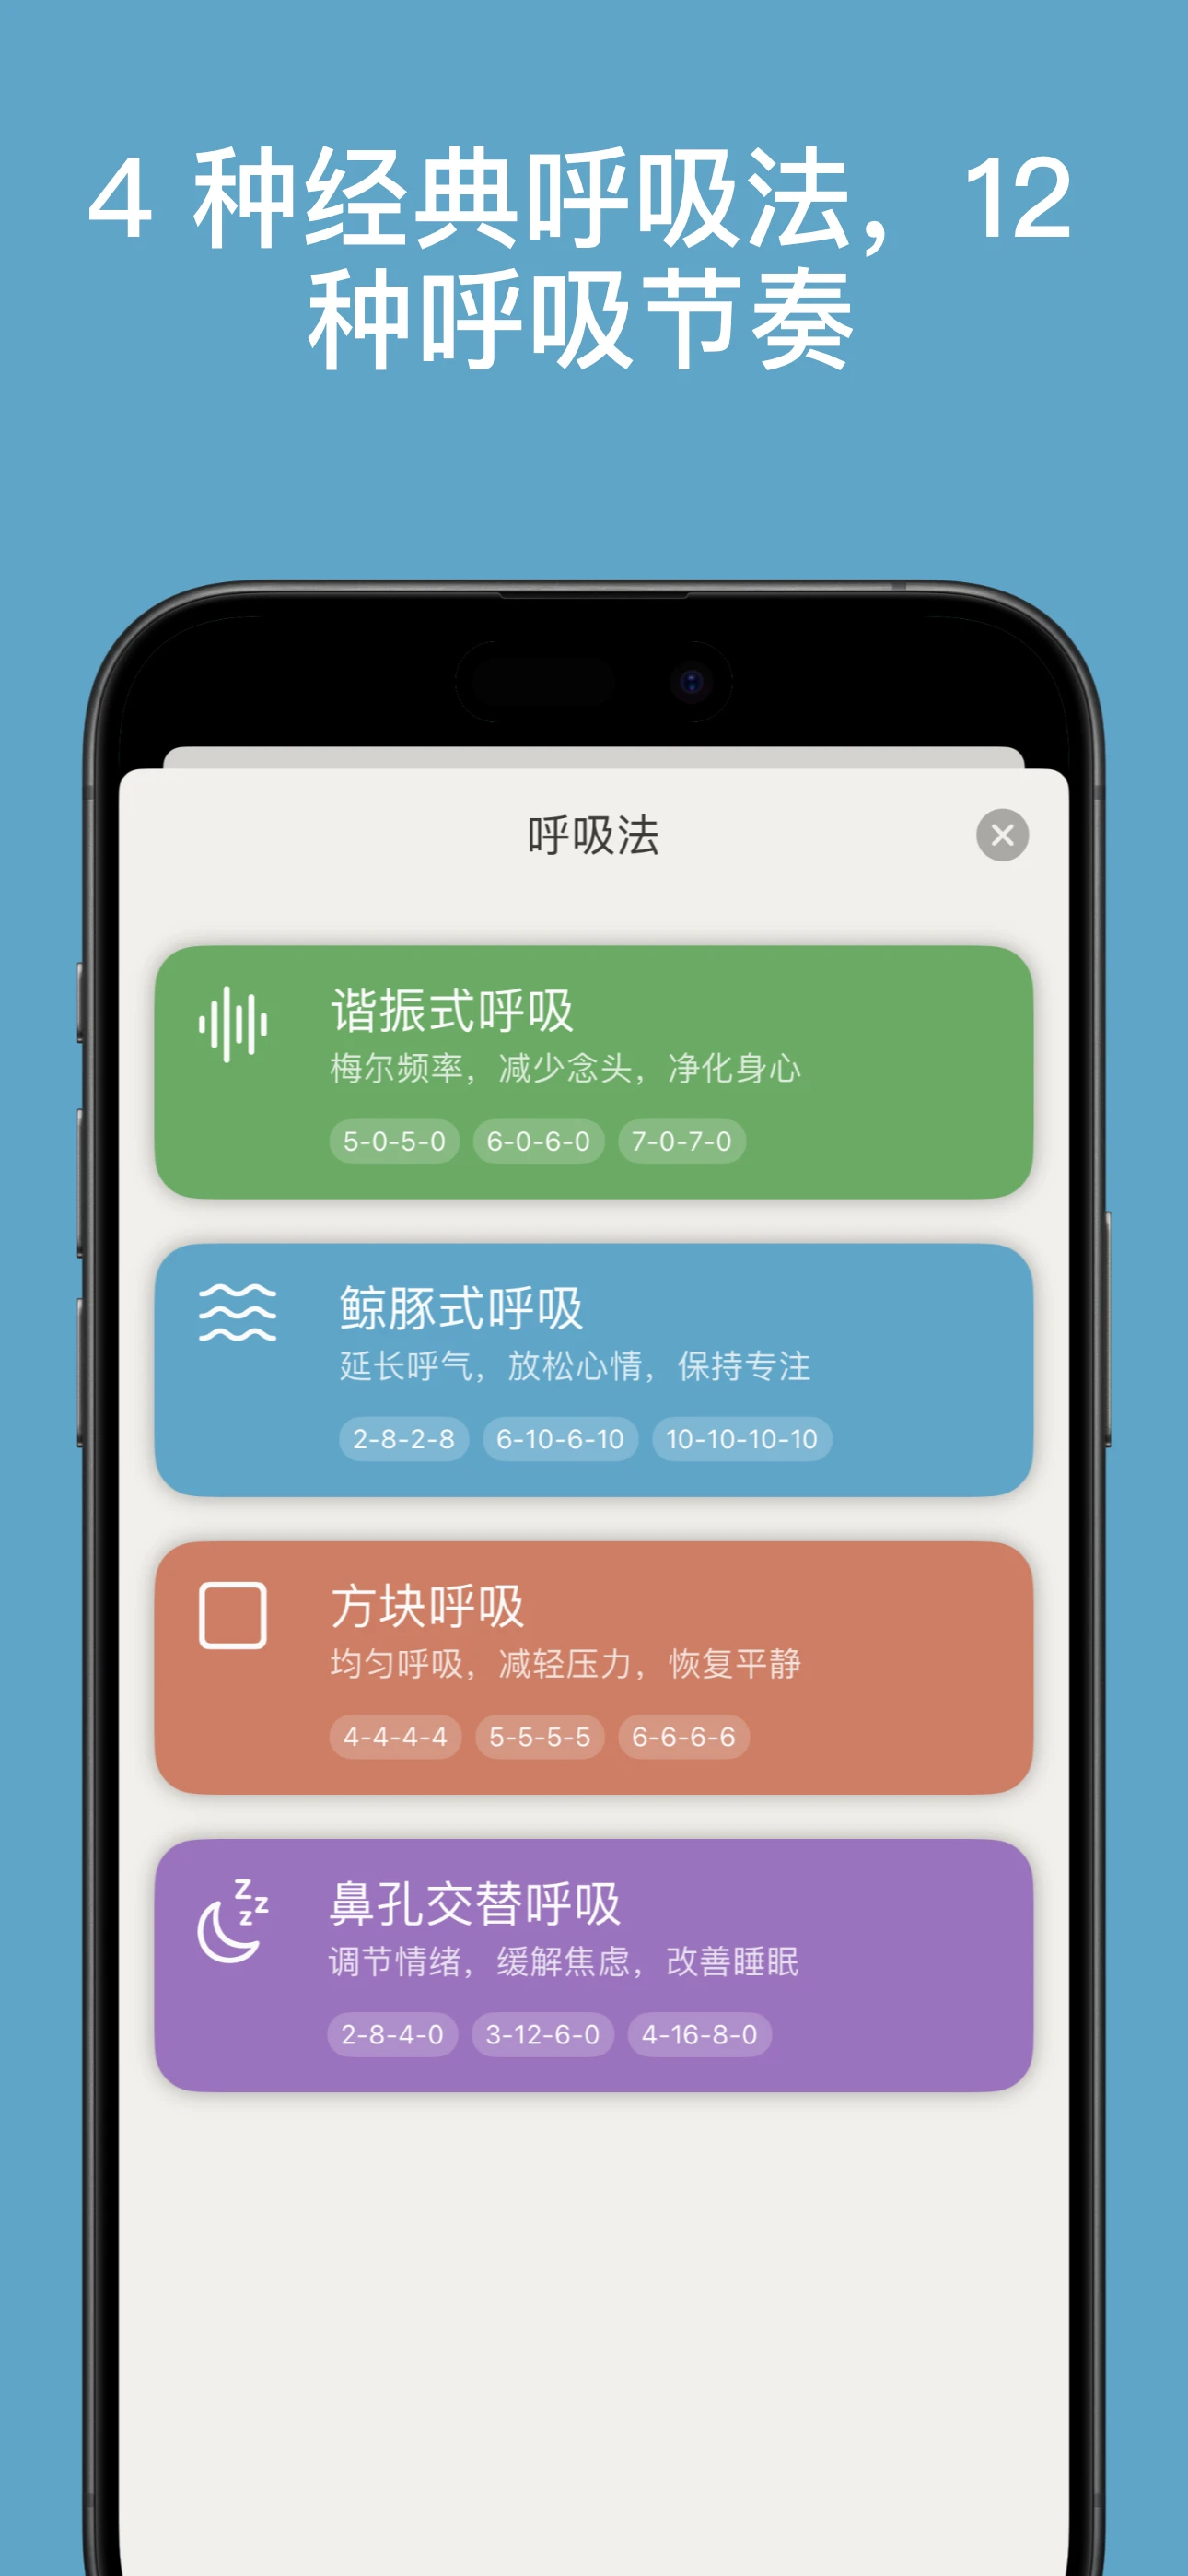 4 种经典呼吸法，12
种呼吸节奏
呼吸法
谐振式呼吸
梅尔频率，减少念头，净化身心
5-0-5-0 6-0-6-0 7-0-7-0
鲸豚式呼吸
延长呼气，放松心情，保持专注
2-8-2-8 6-10-6-10 10-10-10-10
方块呼吸
均匀呼吸，减轻压力，恢复平静
4-4-4-4 5-5-5-5 6-6-6-6
鼻孔交替呼吸
调节情绪，缓解焦虑，改善睡眠
2-8-4-0 3-12-6-0 4-16-8-0